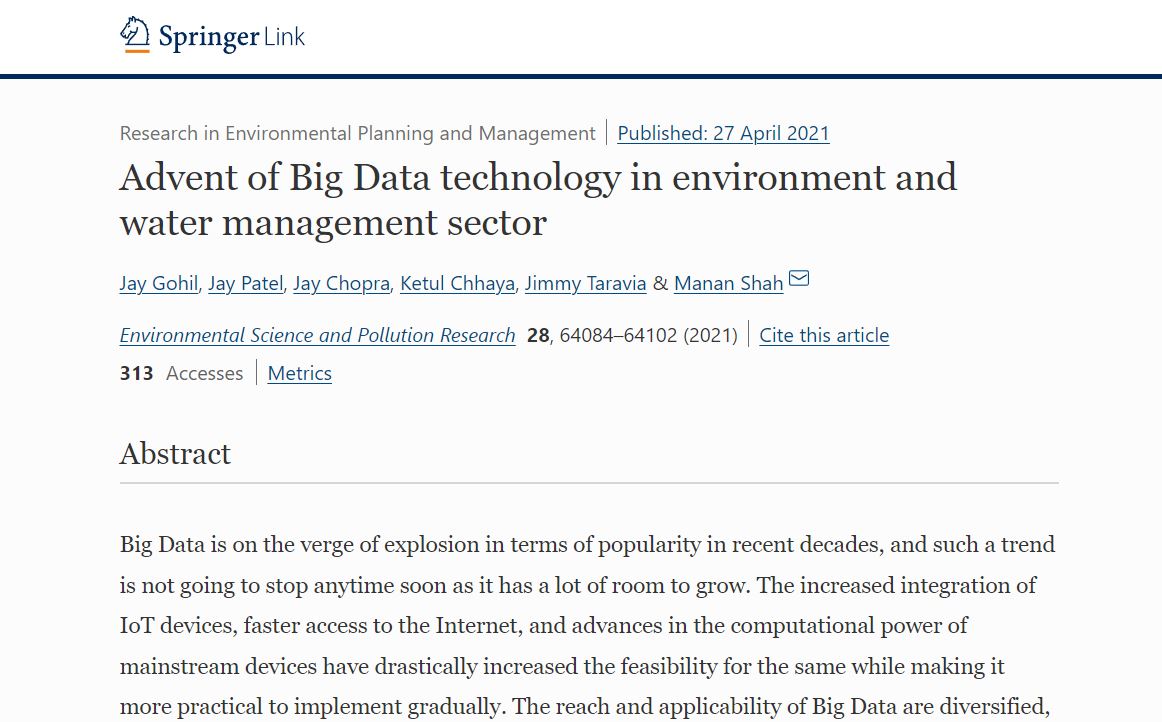 Springer Link
Research in Environmental Planning and Management | Published: 27 April 2021
Advent of Big Data technology in environment and
water management sector
Jay Gohil, Jay Patel, Jay Chopra, Ketul Chhaya, Jimmy Taravia & Manan Shah
Environmental Science and Pollution Research 28, 64084–64102 (2021) | Cite this article
313 Accesses | Metrics
Abstract
Big Data is on the verge of explosion in terms of popularity in recent decades, and such a trend
is not going to stop anytime soon as it has a lot of room to grow. The increased integration of
IoT devices, faster access to the Internet, and advances in the computational power of
mainstream devices have drastically increased the feasibility for the same while making it
more practical to implement gradually. The reach and applicability of Big Data are diversified,